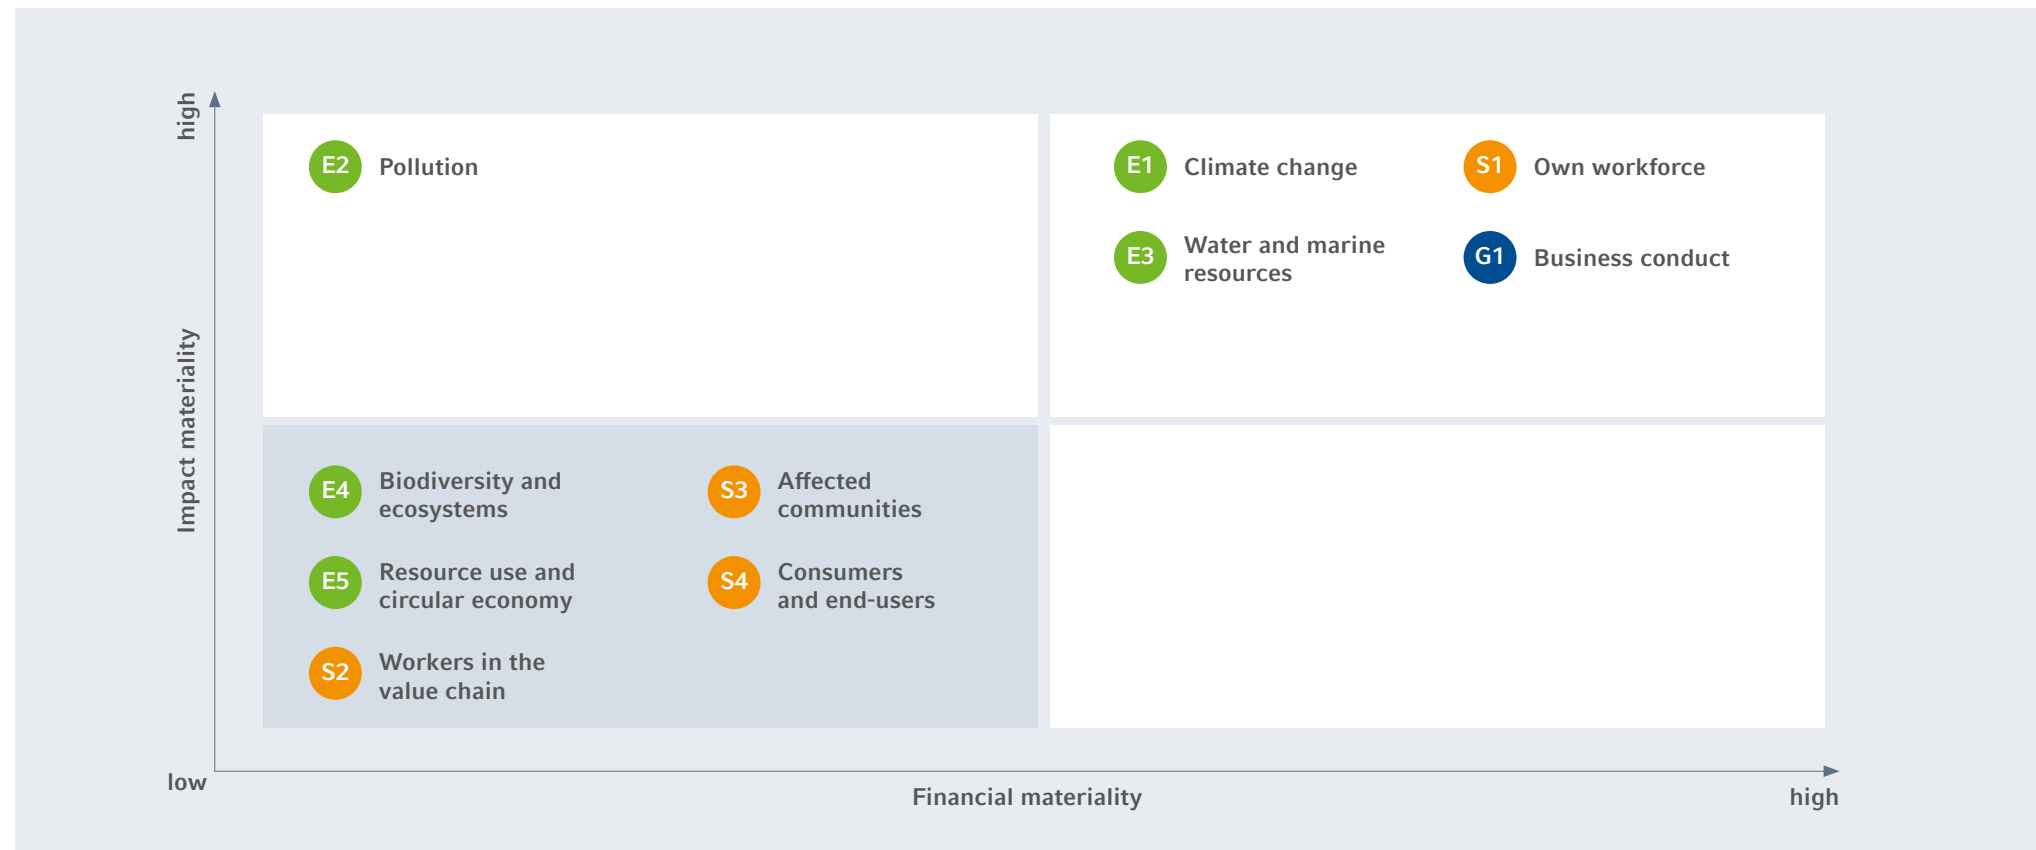 high
Impact materiality
low
E2 Pollution
E1 Climate change
S1 Own workforce
E3 Water and marine
resources
G1 Business conduct
E4 Biodiversity and
ecosystems
S3 Affected
communities
E5 Resource use and
circular economy
S4 Consumers
and end-users
S2 Workers in the
value chain
Financial materiality
high